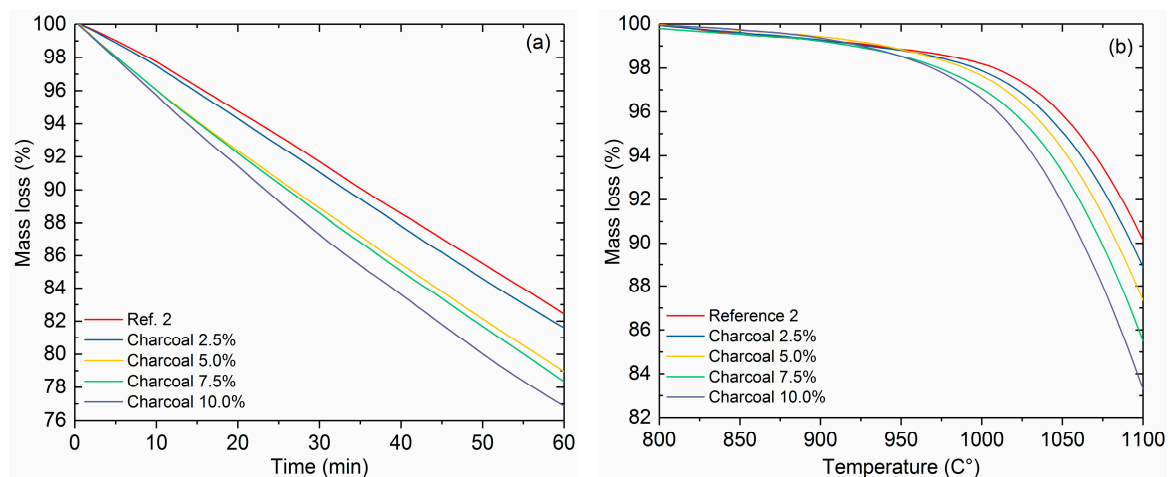 (a)
100
98
96
94
92
90
88
86
84
82
80
78
76
Mass loss (%)
Ref. 2
Charcoal 2.5%
Charcoal 5.0%
Charcoal 7.5%
Charcoal 10.0%
0 10 20 30 40 50 60
Time (min)
(b)
100
98
96
94
92
90
88
86
84
82
Mass loss (%)
Reference 2
Charcoal 2.5%
Charcoal 5.0%
Charcoal 7.5%
Charcoal 10.0%
800 850 900 950 1000 1050 1100
Temperature (C°)